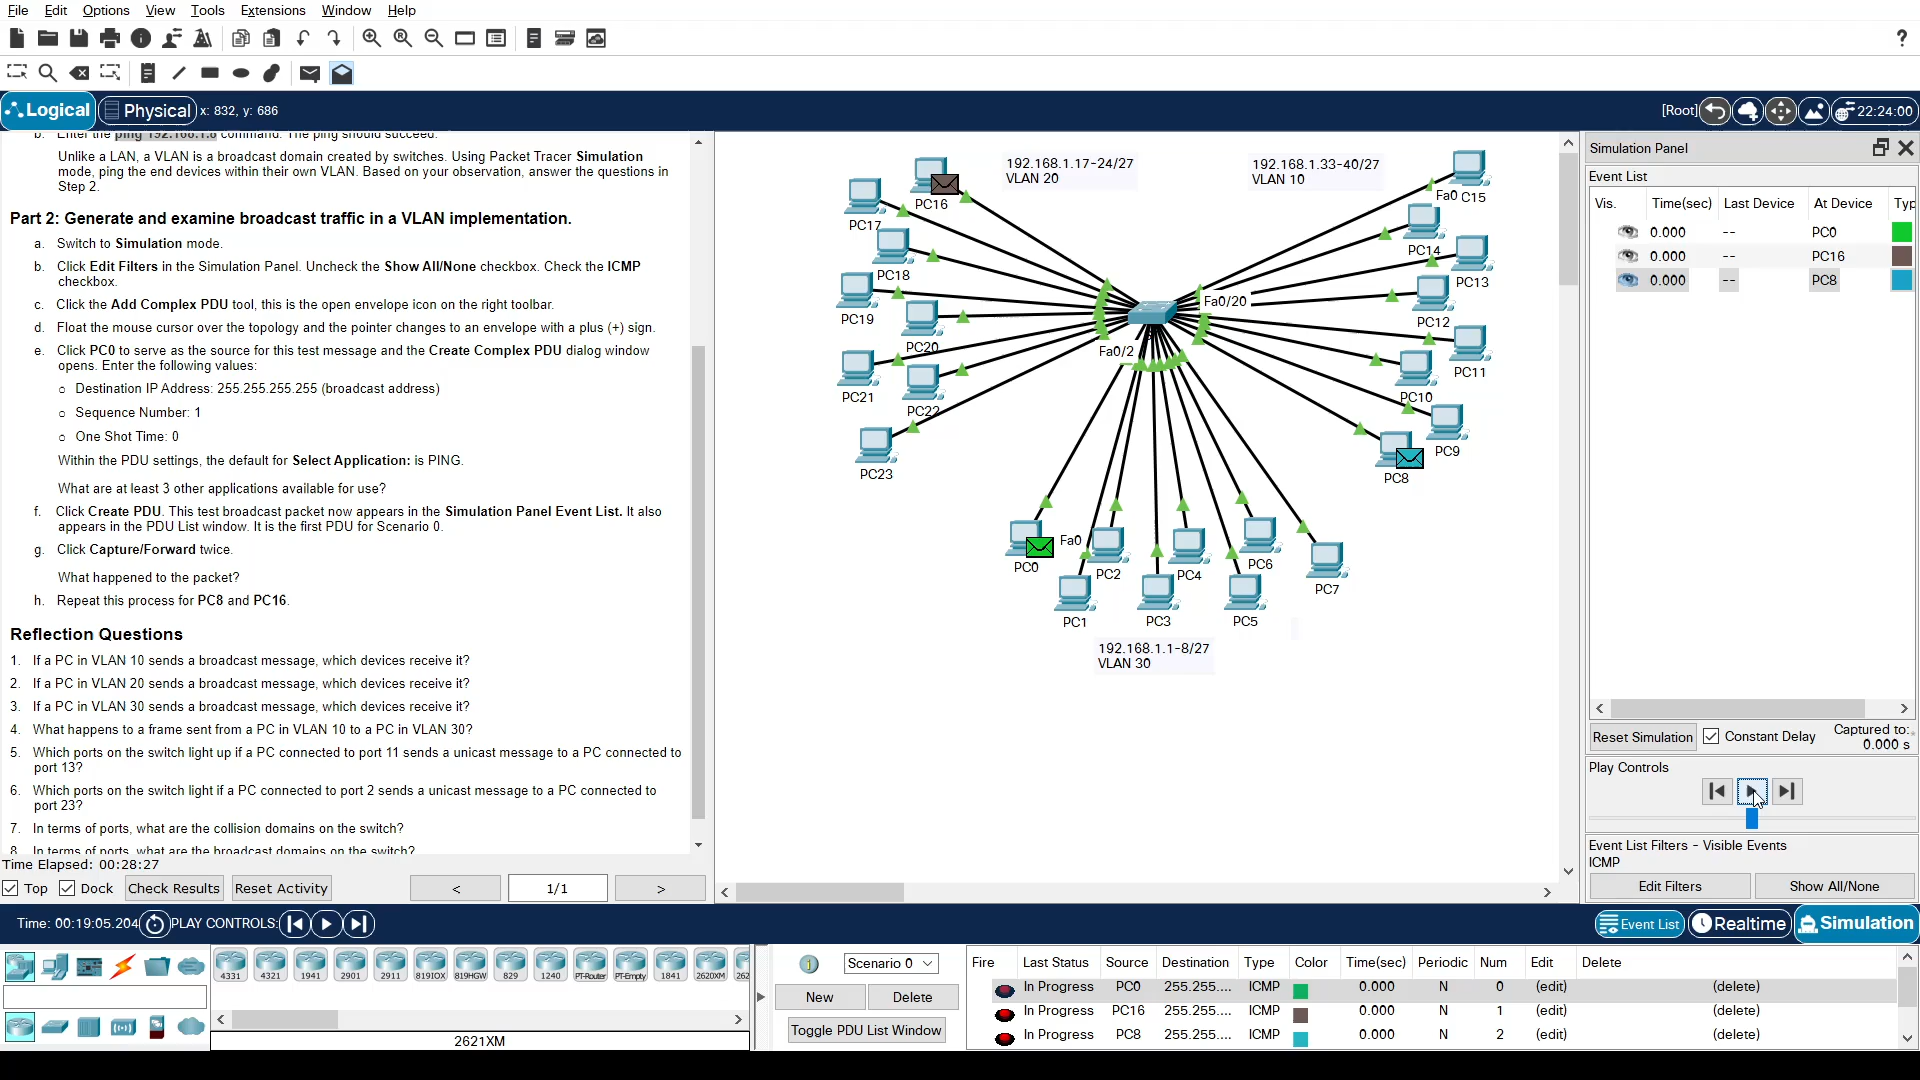 File Edit Options View Tools Extensions Window Help
?
Logical Physical x: 832, y: 686 [Root] 22:24:00
b. Enter the ping 192.168.1.8 command. The ping should succeed.
Unlike a LAN, a VLAN is a broadcast domain created by switches. Using Packet Tracer Simulation
mode, ping the end devices within their own VLAN. Based on your observation, answer the questions in
Step 2.
Part 2: Generate and examine broadcast traffic in a VLAN implementation.
a. Switch to Simulation mode.
b. Click Edit Filters in the Simulation Panel. Uncheck the Show All/None checkbox. Check the ICMP
checkbox.
c. Click the Add Complex PDU tool, this is the open envelope icon on the right toolbar.
d. Float the mouse cursor over the topology and the pointer changes to an envelope with a plus (+) sign.
e. Click PC0 to serve as the source for this test message and the Create Complex PDU dialog window
opens. Enter the following values:
o Destination IP Address: 255.255.255.255 (broadcast address)
o Sequence Number: 1
o One Shot Time: 0
Within the PDU settings, the default for Select Application: is PING.
What are at least 3 other applications available for use?
f. Click Create PDU. This test broadcast packet now appears in the Simulation Panel Event List. It also
appears in the PDU List window. It is the first PDU for Scenario 0.
g. Click Capture/Forward twice.
What happened to the packet?
h. Repeat this process for PC8 and PC16.
Reflection Questions
1. If a PC in VLAN 10 sends a broadcast message, which devices receive it?
2. If a PC in VLAN 20 sends a broadcast message, which devices receive it?
3. If a PC in VLAN 30 sends a broadcast message, which devices receive it?
4. What happens to a frame sent from a PC in VLAN 10 to a PC in VLAN 30?
5. Which ports on the switch light up if a PC connected to port 11 sends a unicast message to a PC connected to
port 13?
6. Which ports on the switch light if a PC connected to port 2 sends a unicast message to a PC connected to
port 23?
7. In terms of ports, what are the collision domains on the switch?
8. In terms of ports, what are the broadcast domains on the switch?
Time Elapsed: 00:28:27
Top Dock Check Results Reset Activity < 1/1 >
192.168.1.17-24/27
VLAN 20
192.168.1.33-40/27
VLAN 10
PC16
Fa0 C15
PC17
PC14
PC18
PC13
Fa0/20
PC19
PC12
PC20
Fa0/2
PC11
PC21
PC22
PC10
PC9
PC23
PC8
Fa0
PC0
PC2
PC4
PC6
PC7
PC1
PC3
PC5
192.168.1.1-8/27
VLAN 30
Simulation Panel
Event List
Vis. Time(sec) Last Device At Device Typ
0.000 -- PC0
0.000 -- PC16
0.000 -- PC8
Reset Simulation Constant Delay Captured to:
0.000 s
Play Controls
Event List Filters - Visible Events
ICMP
Edit Filters Show All/None
Time: 00:19:05.204 PLAY CONTROLS: Event List Realtime Simulation
4331 4321 1941 2901 2911 819IOX 819HGW 829 1240 PT-Router PT-Empty 1841 2620XM 262
2621XM
Scenario 0
New Delete
Toggle PDU List Window
Fire Last Status Source Destination Type Color Time(sec) Periodic Num Edit Delete
In Progress PC0 255.255.... ICMP 0.000 N 0 (edit) (delete)
In Progress PC16 255.255.... ICMP 0.000 N 1 (edit) (delete)
In Progress PC8 255.255.... ICMP 0.000 N 2 (edit) (delete)